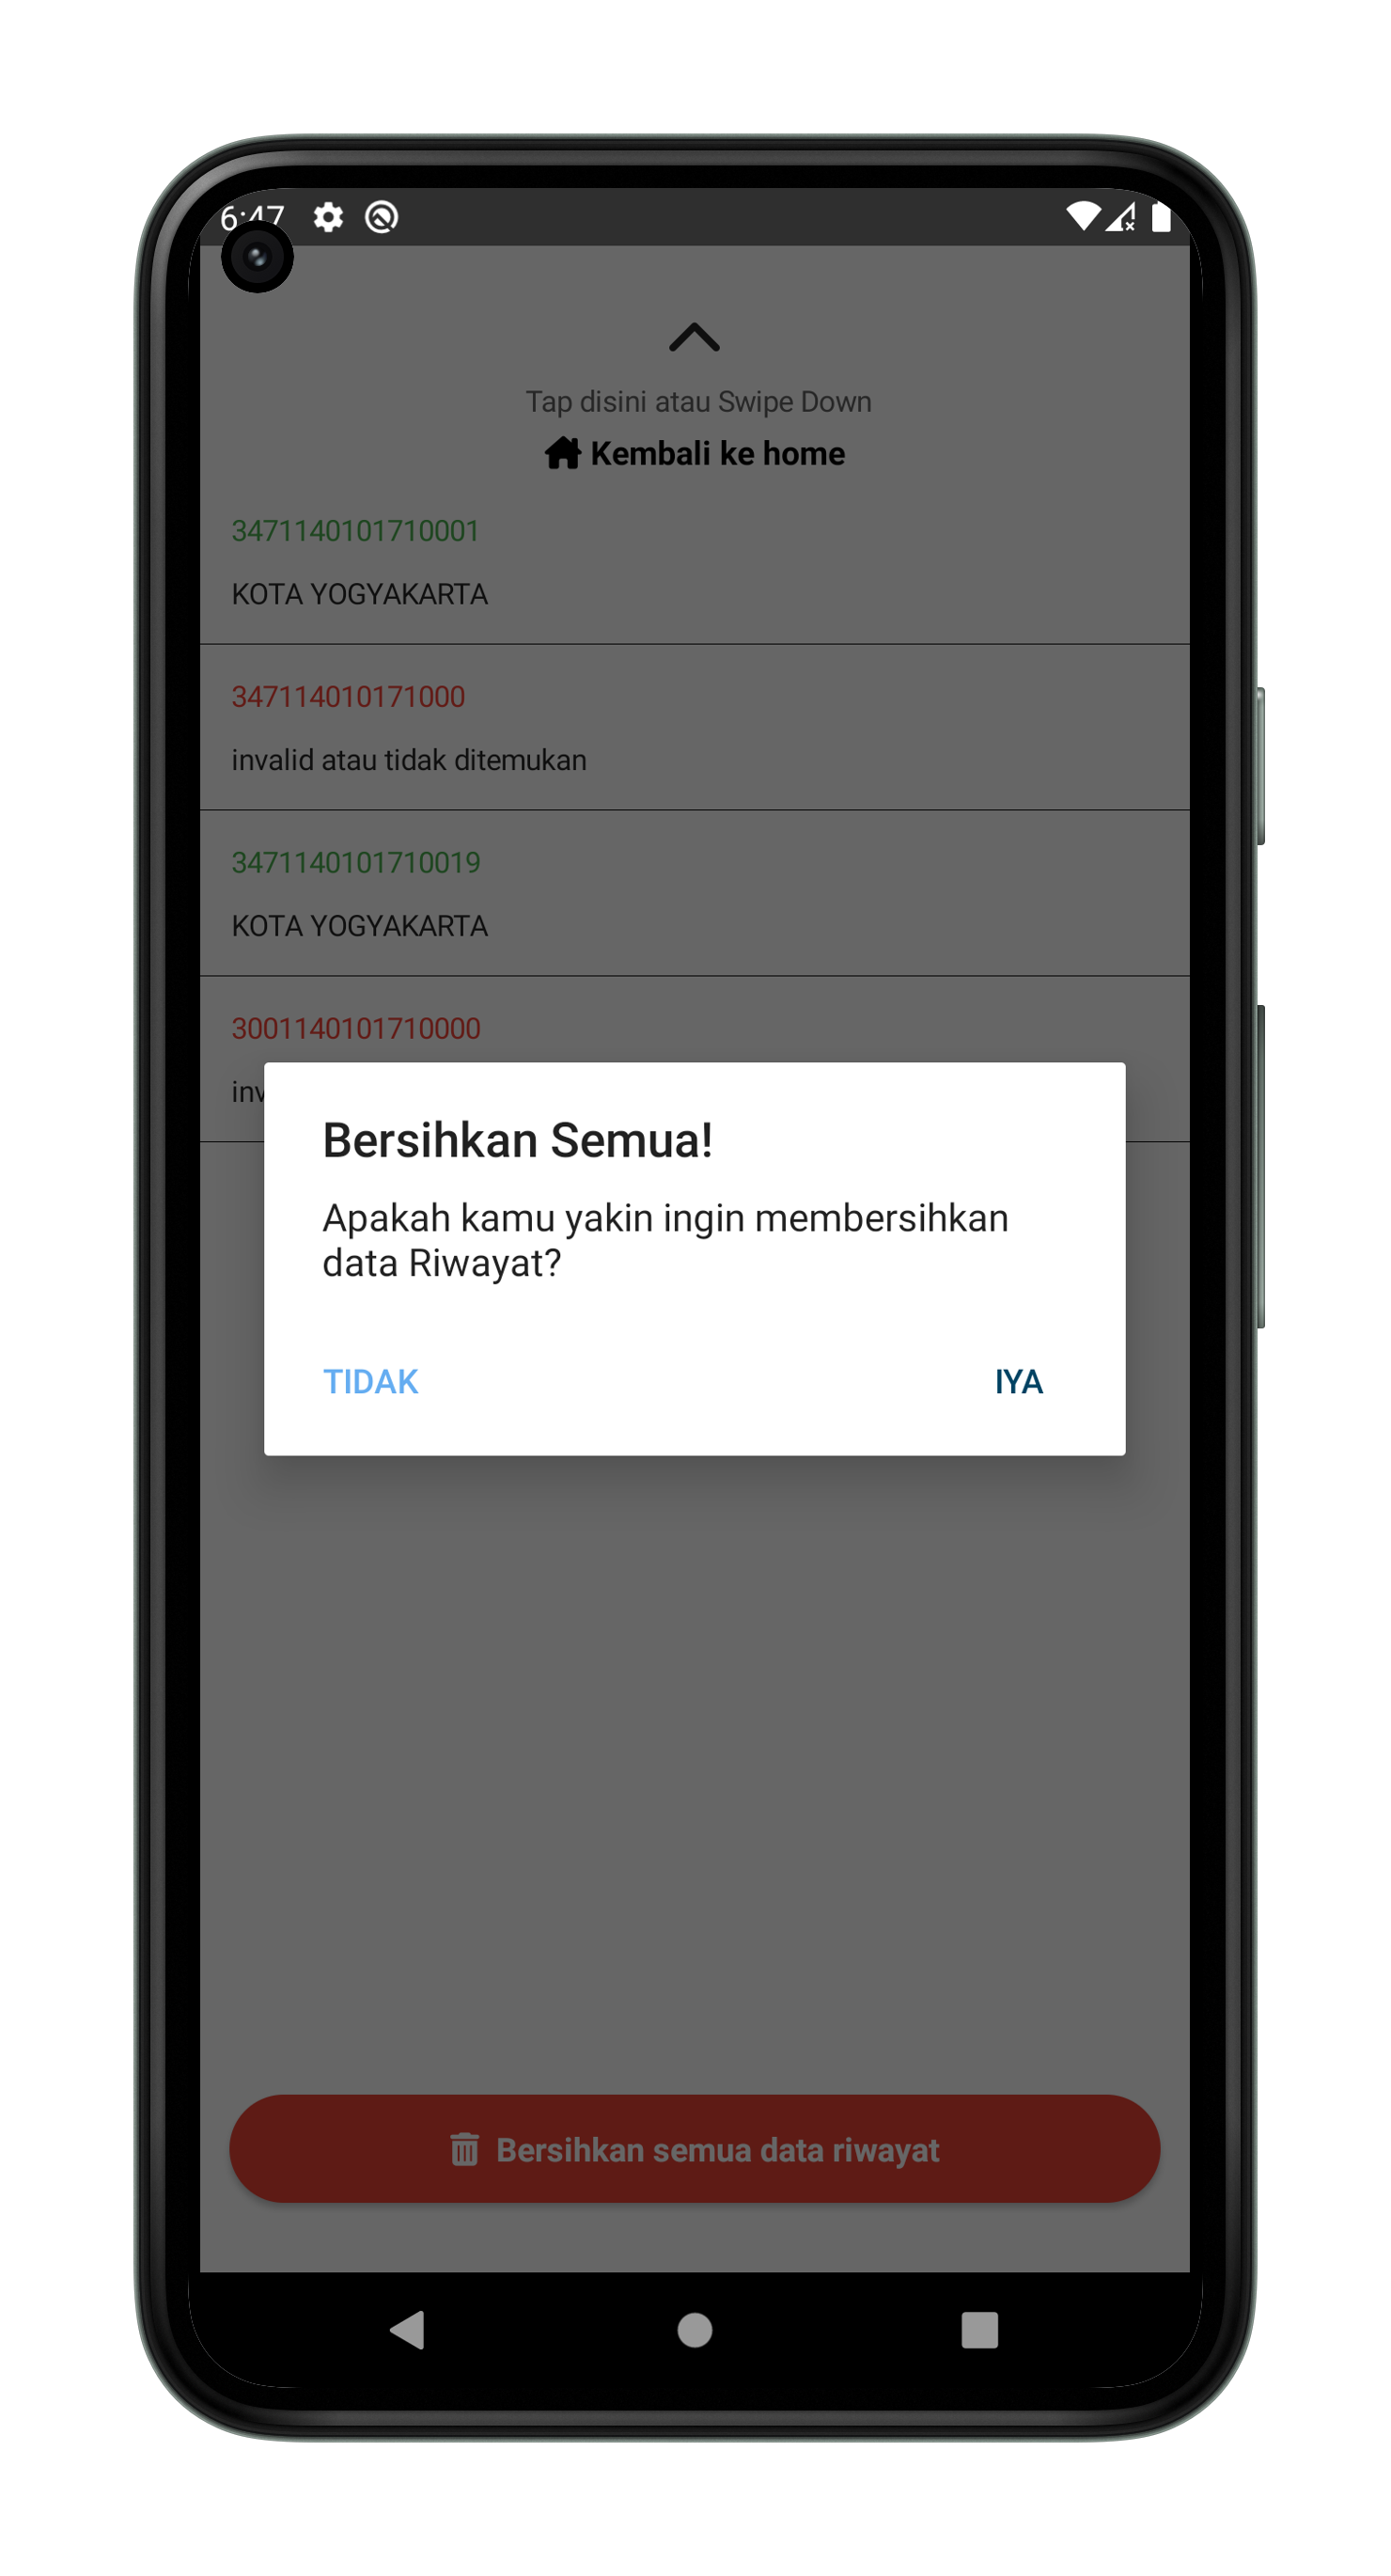 6:47
Tap disini atau Swipe Down
Kembali ke home
3471140101710001
KOTA YOGYAKARTA
347114010171000
invalid atau tidak ditemukan
3471140101710019
KOTA YOGYAKARTA
3001140101710000
inv
Bersihkan Semua!
Apakah kamu yakin ingin membersihkan
data Riwayat?
TIDAK
IYA
Bersihkan semua data riwayat